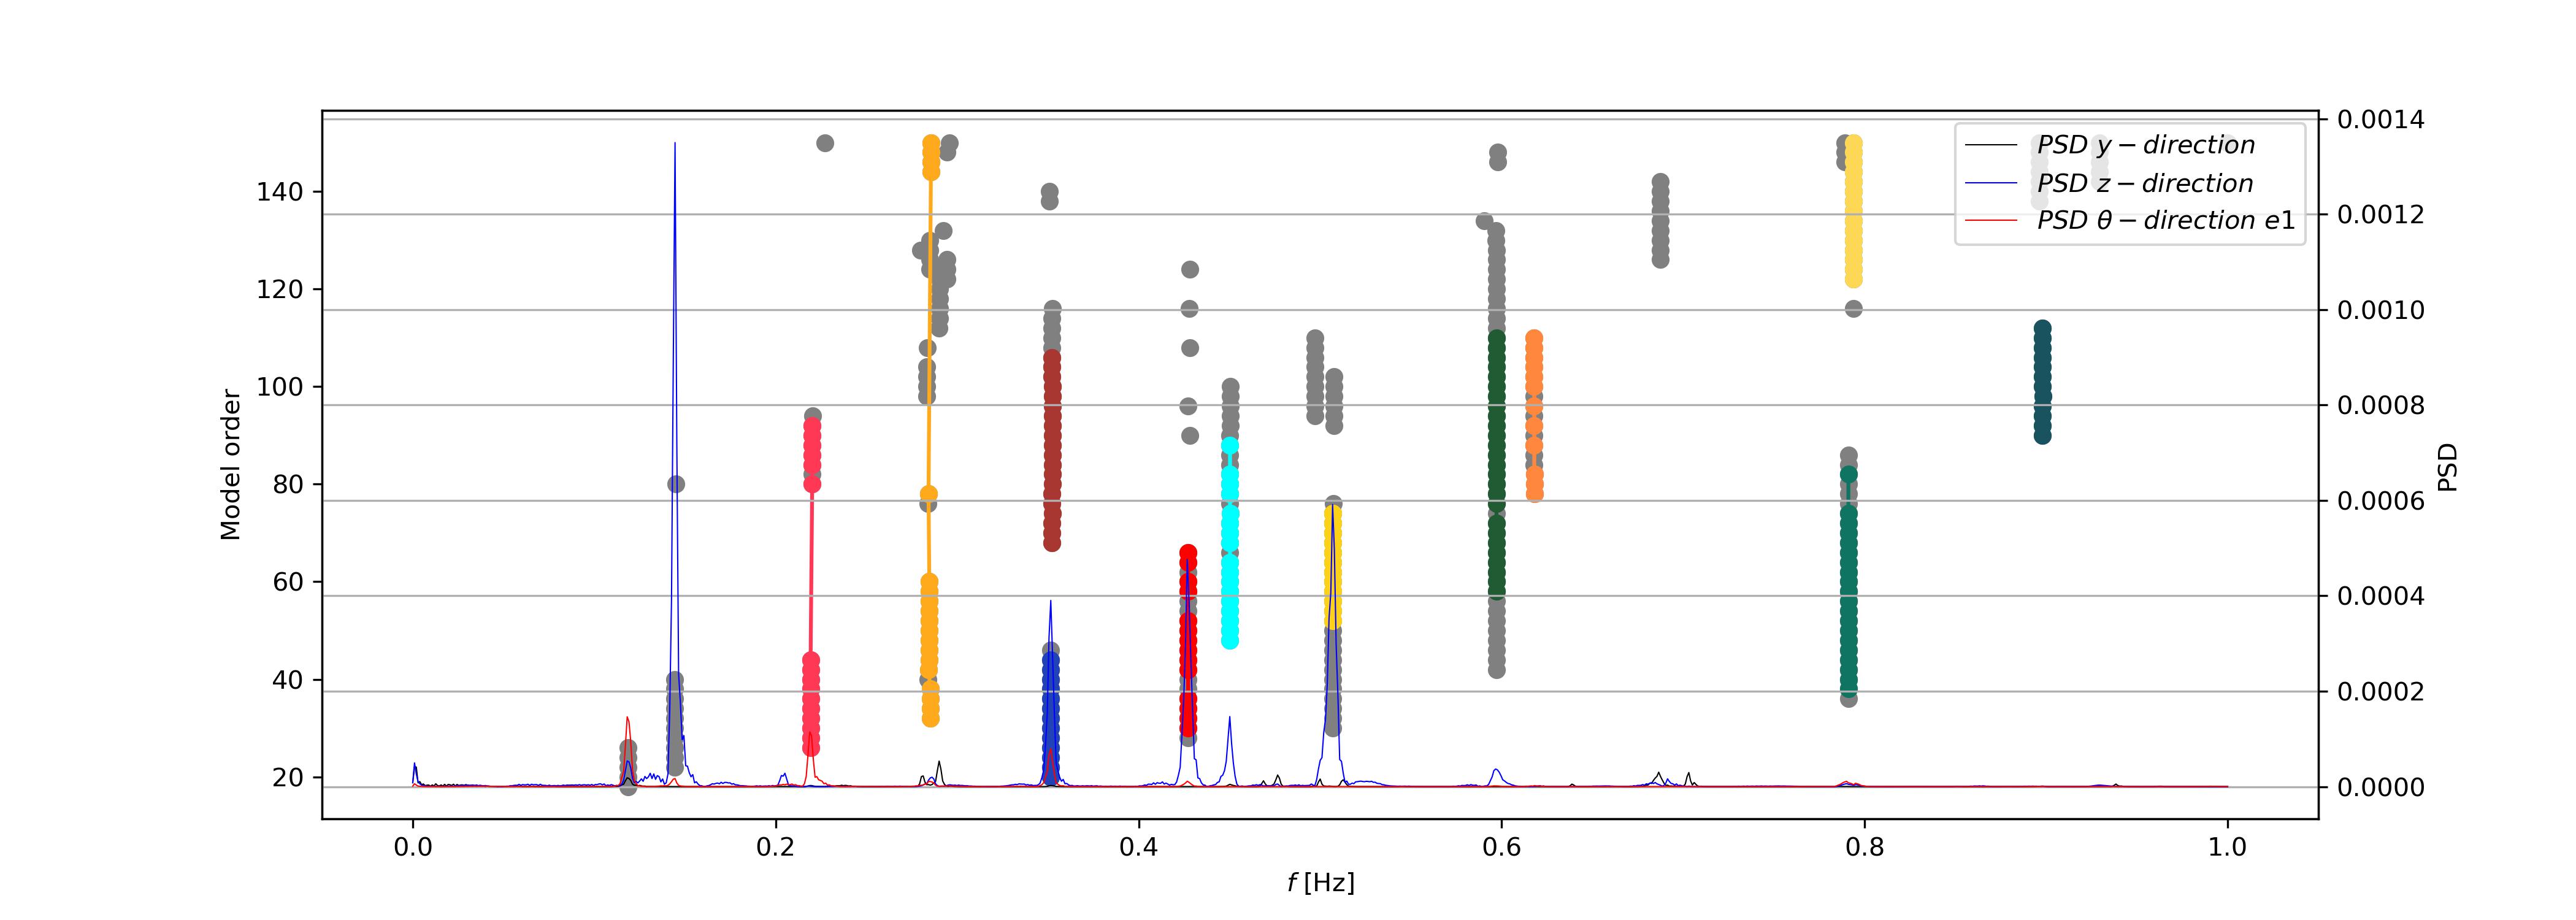 PSD y − direction
PSD z − direction
PSD θ − direction e1
Model order
140
120
100
80
60
40
20
0.0014
0.0012
0.0010
0.0008
0.0006
0.0004
0.0002
0.0000
PSD
0.0 0.2 0.4 0.6 0.8 1.0
f [Hz]